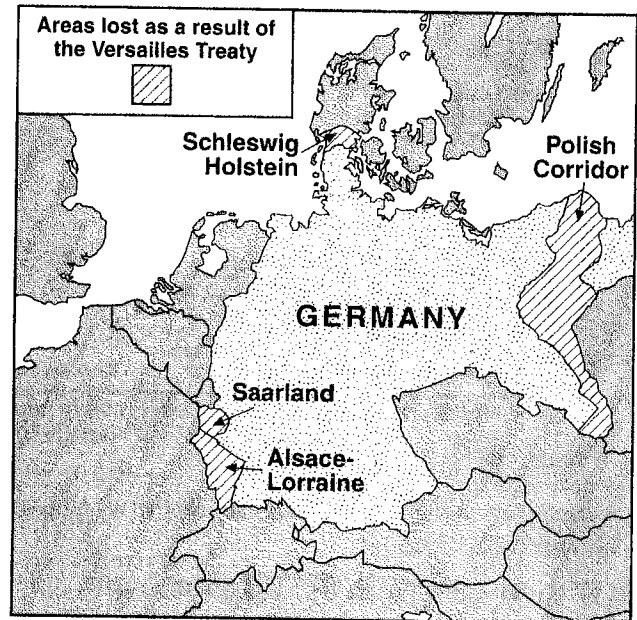 Areas lost as a result of
the Versailles Treaty
Schleswig
Holstein
Polish
Corridor
GERMANY
Saarland
Alsace-
Lorraine